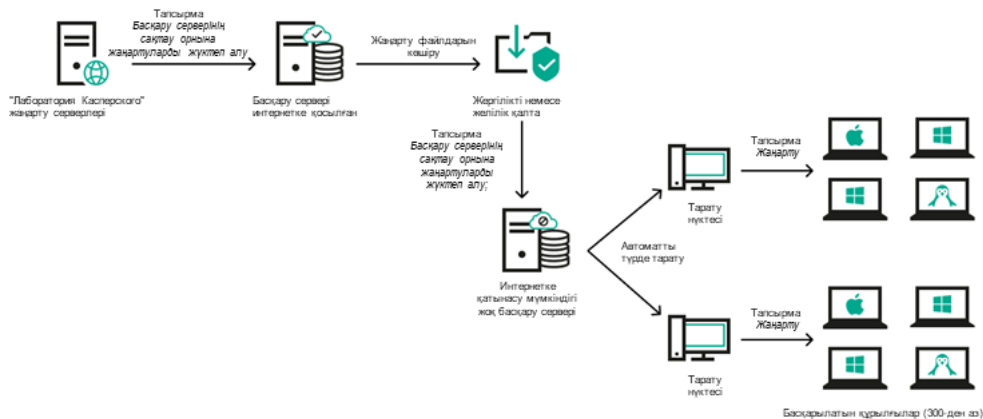 Тапсырма
Басқару серверінің
сақтау орнына
жаңартуларды жүктеп алу
"Лаборатория Касперского"
жаңарту серверлері
Басқару сервері
интернетке қосылған
Жаңарту файлдарын
көшіру
Жергілікті немесе
желілік қалта
Тапсырма
Басқару серверінің
сақтау орнына
жаңартуларды
жүктеп алу;
Интернетке
қатынасу мүмкіндігі
жоқ басқару сервері
Автоматты
түрде тарату
Тарату
нүктесі
Тапсырма
Жаңарту
Тарату
нүктесі
Тапсырма
Жаңарту
Басқарылатын құрылғылар (300-ден аз)